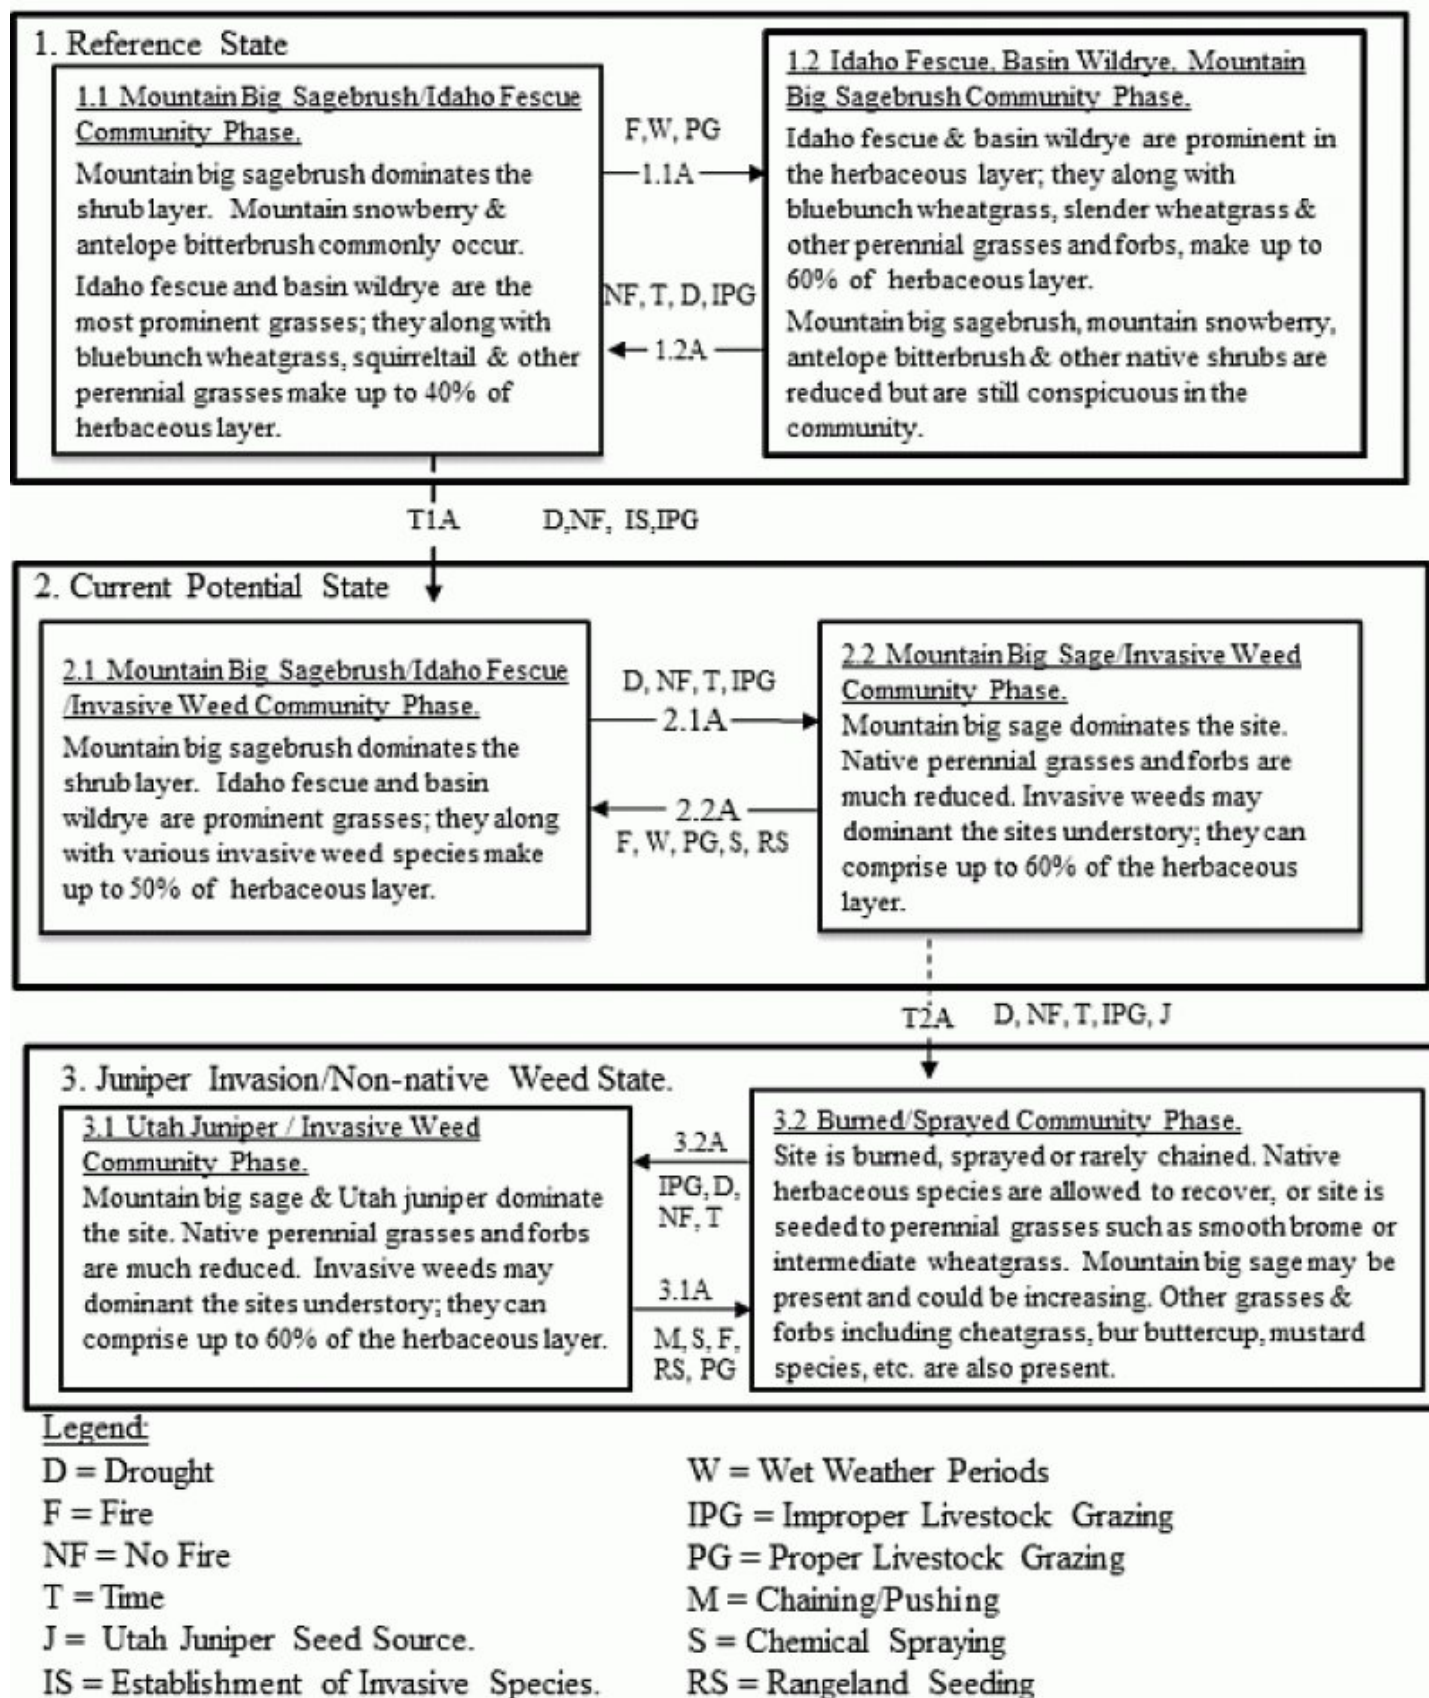 1. Reference State
1.1 Mountain Big Sagebrush/Idaho Fescue
Community Phase.
Mountain big sagebrush dominates the
shrub layer. Mountain snowberry &
antelope bitterbrush commonly occur.
Idaho fescue and basin wildrye are the
most prominent grasses; they along with
bluebunch wheatgrass, squirreltail & other
perennial grasses make up to 40% of
herbaceous layer.
F,W, PG
1.1A
NF, T, D, IPG
1.2A
1.2 Idaho Fescue, Basin Wildrye, Mountain
Big Sagebrush Community Phase.
Idaho fescue & basin wildrye are prominent in
the herbaceous layer; they along with
bluebunch wheatgrass, slender wheatgrass &
other perennial grasses and forbs, make up to
60% of herbaceous layer.
Mountain big sagebrush, mountain snowberry,
antelope bitterbrush & other native shrubs are
reduced but are still conspicuous in the
community.
T1A D,NF, IS,IPG
2. Current Potential State
2.1 Mountain Big Sagebrush/Idaho Fescue
/Invasive Weed Community Phase.
Mountain big sagebrush dominates the
shrub layer. Idaho fescue and basin
wildrye are prominent grasses; they along
with various invasive weed species make
up to 50% of herbaceous layer.
D, NF, T, IPG
2.1A
2.2A
F, W, PG, S, RS
2.2 Mountain Big Sage/Invasive Weed
Community Phase.
Mountain big sage dominates the site.
Native perennial grasses and forbs are
much reduced. Invasive weeds may
dominant the sites understory; they can
comprise up to 60% of the herbaceous
layer.
T2A D, NF, T, IPG, J
3. Juniper Invasion/Non-native Weed State.
3.1 Utah Juniper / Invasive Weed
Community Phase.
Mountain big sage & Utah juniper dominate
the site. Native perennial grasses and forbs
are much reduced. Invasive weeds may
dominant the sites understory; they can
comprise up to 60% of the herbaceous layer.
3.2A
IPG, D,
NF, T
3.1A
M, S, F,
RS, PG
3.2 Burned/Sprayed Community Phase.
Site is burned, sprayed or rarely chained. Native
herbaceous species are allowed to recover, or site is
seeded to perennial grasses such as smooth brome or
intermediate wheatgrass. Mountain big sage may be
present and could be increasing. Other grasses &
forbs including cheatgrass, bur buttercup, mustard
species, etc. are also present.
Legend:
D = Drought
F = Fire
NF = No Fire
T = Time
J = Utah Juniper Seed Source.
IS = Establishment of Invasive Species.
W = Wet Weather Periods
IPG = Improper Livestock Grazing
PG = Proper Livestock Grazing
M = Chaining/Pushing
S = Chemical Spraying
RS = Rangeland Seeding